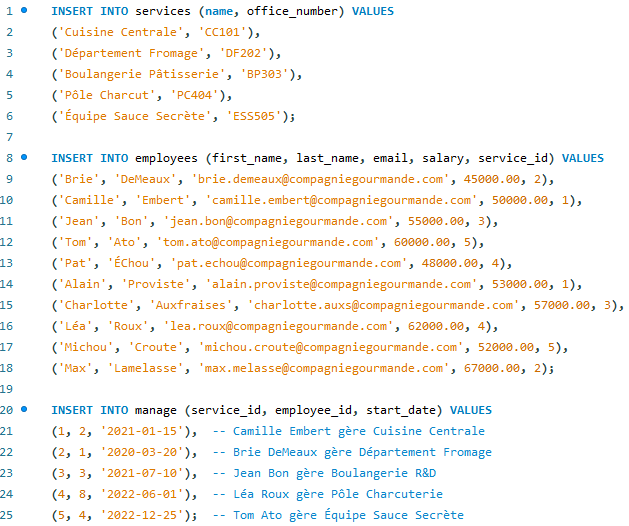 1 INSERT INTO services (name, office_number) VALUES
2 ('Cuisine Centrale', 'CC101'),
3 ('Département Fromage', 'DF202'),
4 ('Boulangerie Pâtisserie', 'BP303'),
5 ('Pôle Charcut', 'PC404'),
6 ('Équipe Sauce Secrète', 'ESS505');
7
8 INSERT INTO employees (first_name, last_name, email, salary, service_id) VALUES
9 ('Brie', 'DeMeaux', 'brie.demeaux@compagniegourmande.com', 45000.00, 2),
10 ('Camille', 'Embert', 'camille.embert@compagniegourmande.com', 50000.00, 1),
11 ('Jean', 'Bon', 'jean.bon@compagniegourmande.com', 55000.00, 3),
12 ('Tom', 'Ato', 'tom.ato@compagniegourmande.com', 60000.00, 5),
13 ('Pat', 'ÉChou', 'pat.echou@compagniegourmande.com', 48000.00, 4),
14 ('Alain', 'Proviste', 'alain.proviste@compagniegourmande.com', 53000.00, 1),
15 ('Charlotte', 'Auxfraises', 'charlotte.auxs@compagniegourmande.com', 57000.00, 3),
16 ('Léa', 'Roux', 'lea.roux@compagniegourmande.com', 62000.00, 4),
17 ('Michou', 'Croute', 'michou.croute@compagniegourmande.com', 52000.00, 5),
18 ('Max', 'Lamelasse', 'max.melasse@compagniegourmande.com', 67000.00, 2);
19
20 INSERT INTO manage (service_id, employee_id, start_date) VALUES
21 (1, 2, '2021-01-15'), -- Camille Embert gère Cuisine Centrale
22 (2, 1, '2020-03-20'), -- Brie DeMeaux gère Département Fromage
23 (3, 3, '2021-07-10'), -- Jean Bon gère Boulangerie R&D
24 (4, 8, '2022-06-01'), -- Léa Roux gère Pôle Charcuterie
25 (5, 4, '2022-12-25'); -- Tom Ato gère Équipe Sauce Secrète